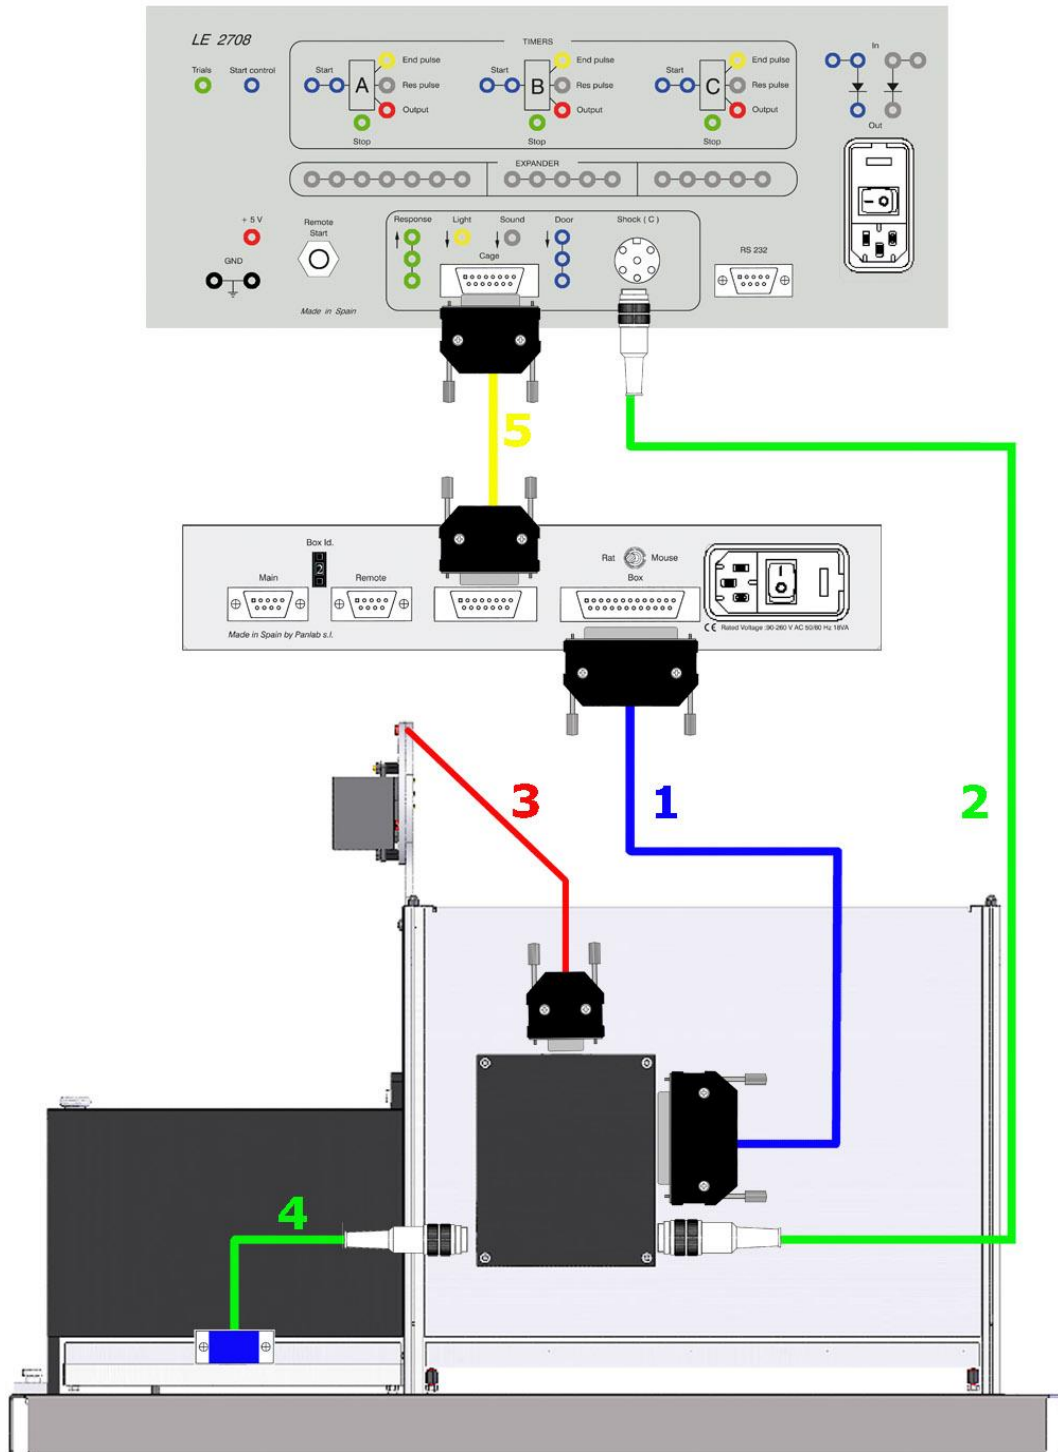 LE 2708
TIMERS
In
Trials
Start control
Start
A
End pulse
Res pulse
Output
Stop
Start
B
End pulse
Res pulse
Output
Stop
Start
C
End pulse
Res pulse
Output
Stop
Out
EXPANDER
+ 5 V
GND
Remote
Start
Response
Light
Sound
Door
Shock ( C )
Cage
RS 232
Made in Spain
5
Box Id.
2
Main
Remote
Rat
Mouse
Box
Made in Spain by Panlab s.l.
CE Rated Voltage :90-260 V AC 50/60 Hz 18VA
3
1
2
4